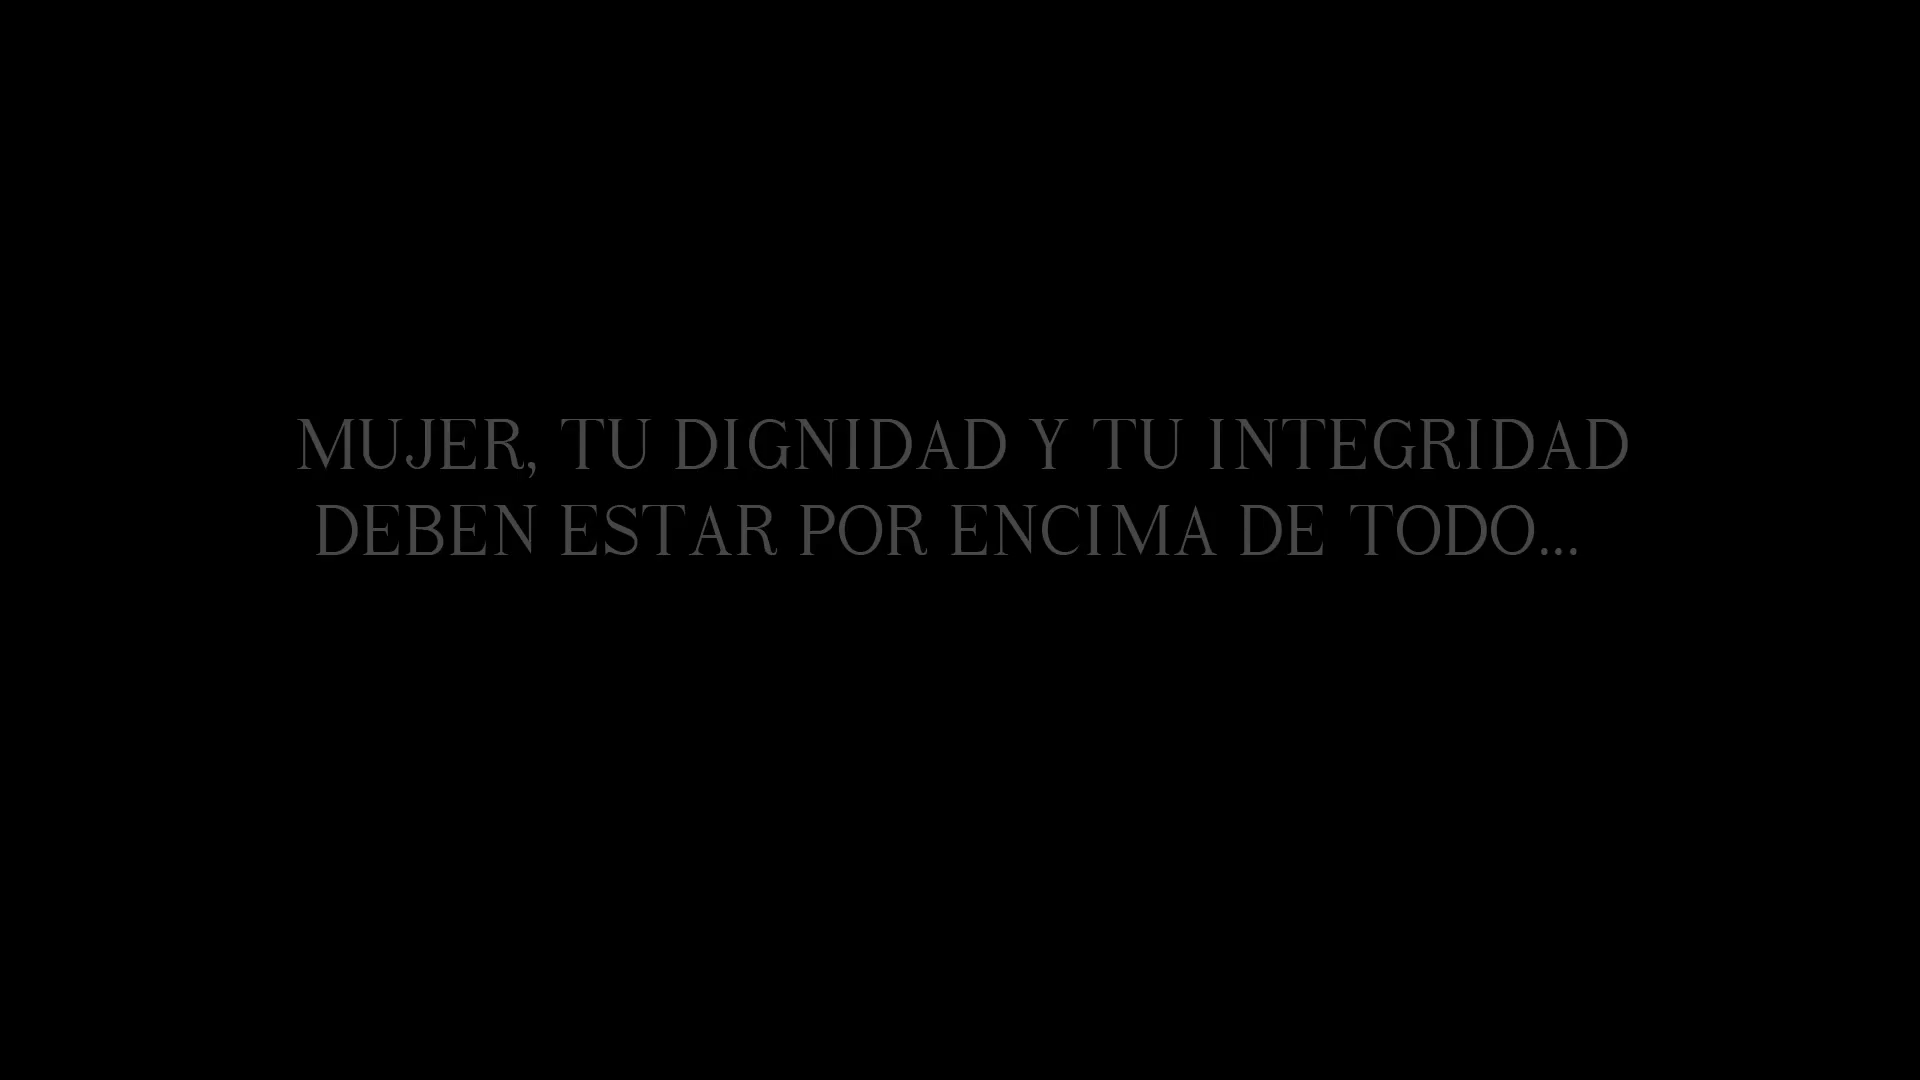 MUJER, TU DIGNIDAD Y TU INTEGRIDAD
DEBEN ESTAR POR ENCIMA DE TODO...